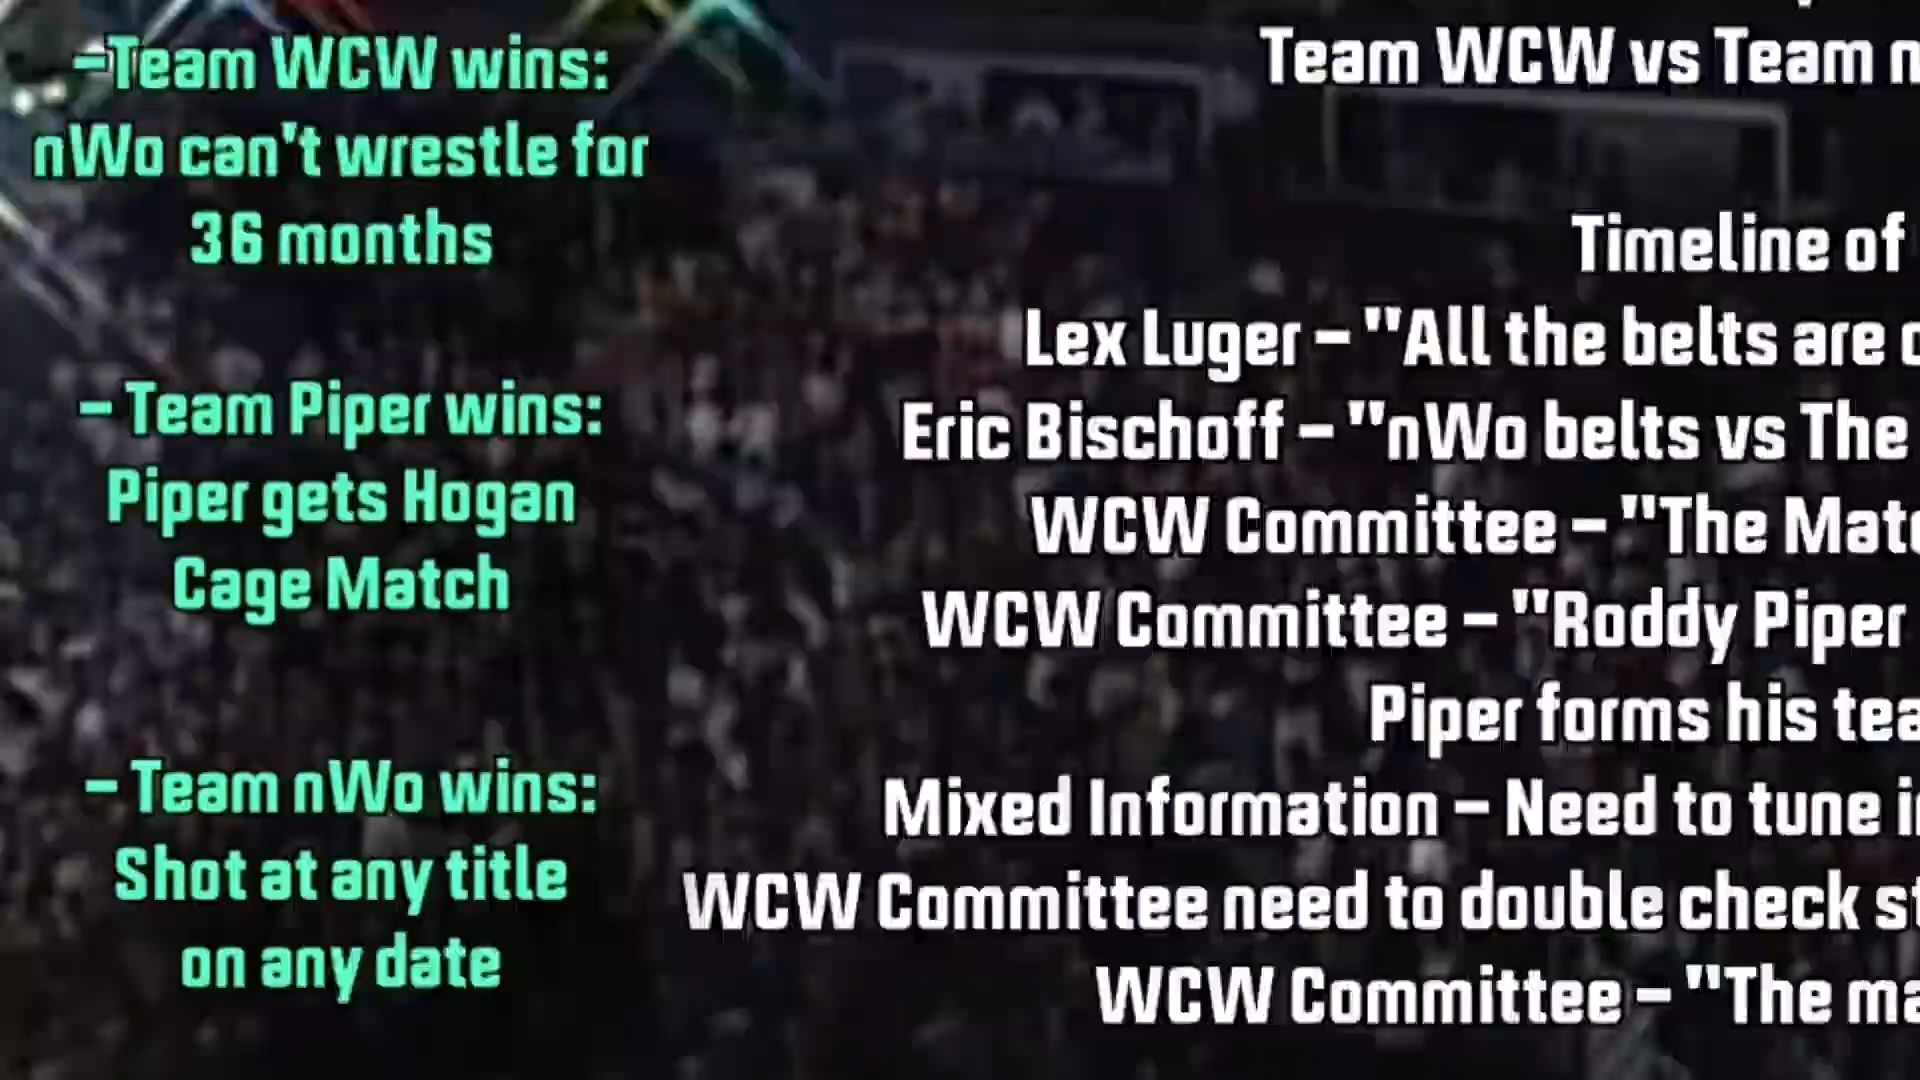 –Team WCW wins:
nWo can't wrestle for
36 months
– Team Piper wins:
Piper gets Hogan
Cage Match
– Team nWo wins:
Shot at any title
on any date
Team WCW vs Team
Timeline of
Lex Luger – "All the belts are
Eric Bischoff – "nWo belts vs The
WCW Committee – "The
WCW Committee – "Roddy Piper
Piper forms his
Mixed Information – Need to tune
WCW Committee need to double check
WCW Committee – "The